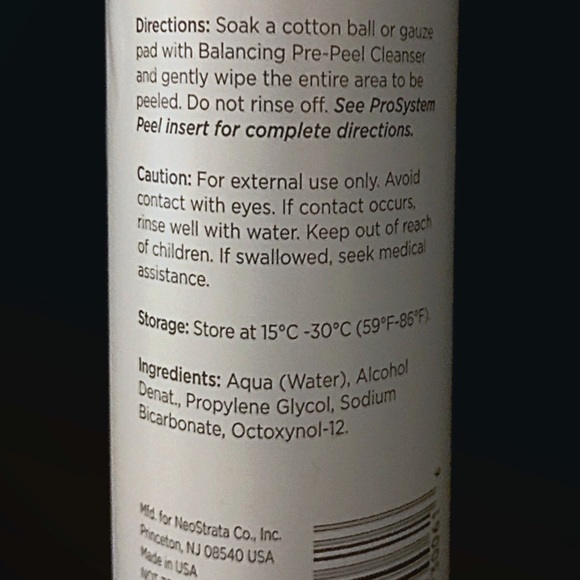 Directions: Soak a cotton ball or gauze
pad with Balancing Pre-Peel Cleanser
and gently wipe the entire area to be
peeled. Do not rinse off. See ProSystem
Peel insert for complete directions.
Caution: For external use only. Avoid
contact with eyes. If contact occurs,
rinse well with water. Keep out of reach
of children. If swallowed, seek medical
assistance.
Storage: Store at 15°C -30°C (59°F-86°F)
Ingredients: Aqua (Water), Alcohol
Denat., Propylene Glycol, Sodium
Bicarbonate, Octoxynol-12.
Mfd. for NeoStrata Co., Inc.
Princeton, NJ 08540 USA
Made in USA
NOT